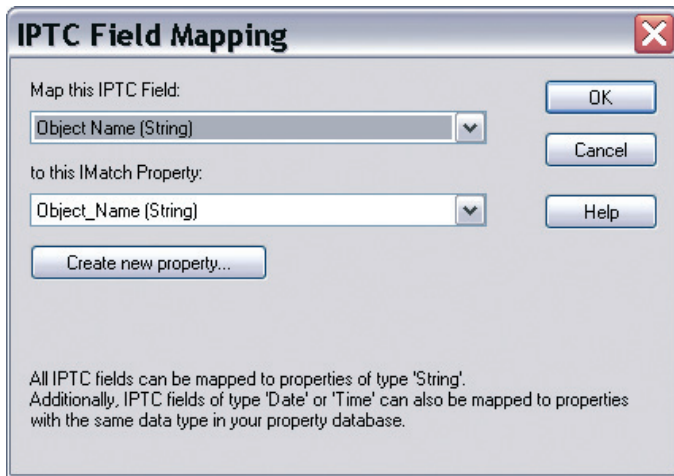 IPTC Field Mapping
Map this IPTC Field:
Object Name (String)
OK
Cancel
to this IMatch Property:
Object_Name (String)
Help
Create new property...
All IPTC fields can be mapped to properties of type 'String'.
Additionally, IPTC fields of type 'Date' or 'Time' can also be mapped to properties
with the same data type in your property database.